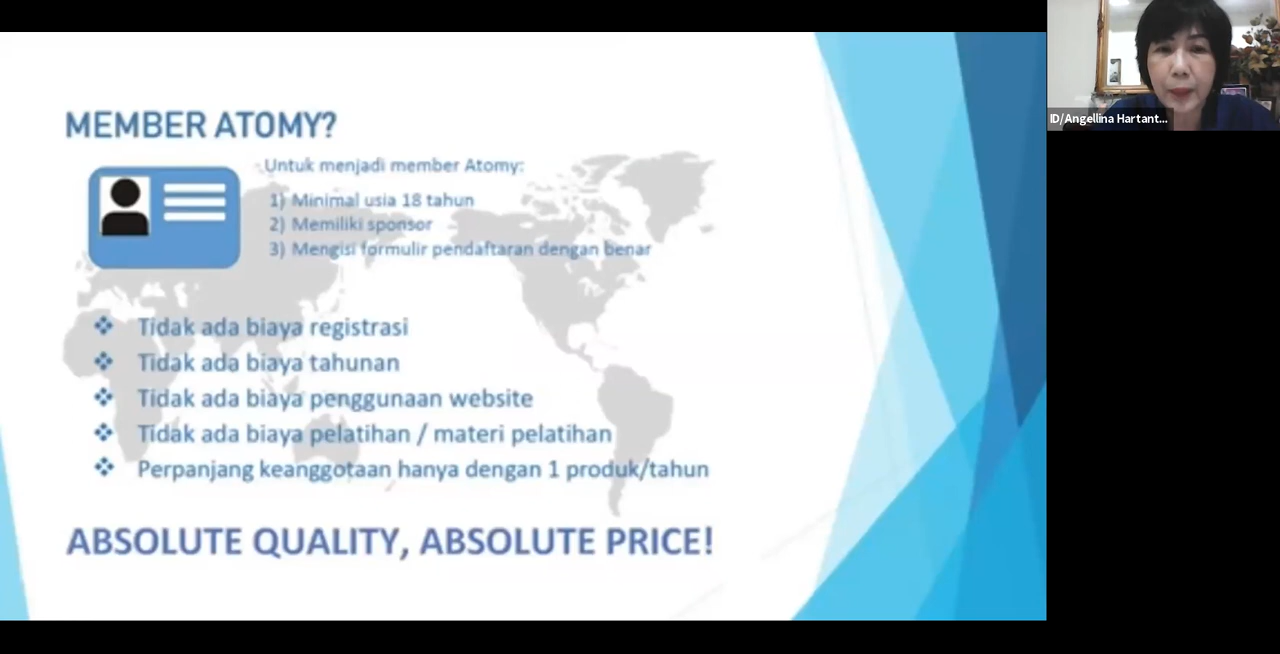 MEMBER ATOMY?
Untuk menjadi member Atomy:
1) Minimal usia 18 tahun
2) Memiliki sponsor
3) Mengisi formulir pendaftaran dengan benar
❖ Tidak ada biaya registrasi
❖ Tidak ada biaya tahunan
❖ Tidak ada biaya penggunaan website
❖ Tidak ada biaya pelatihan / materi pelatihan
❖ Perpanjang keanggotaan hanya dengan 1 produk/tahun
ABSOLUTE QUALITY, ABSOLUTE PRICE!
ID/Angellina Hartant...